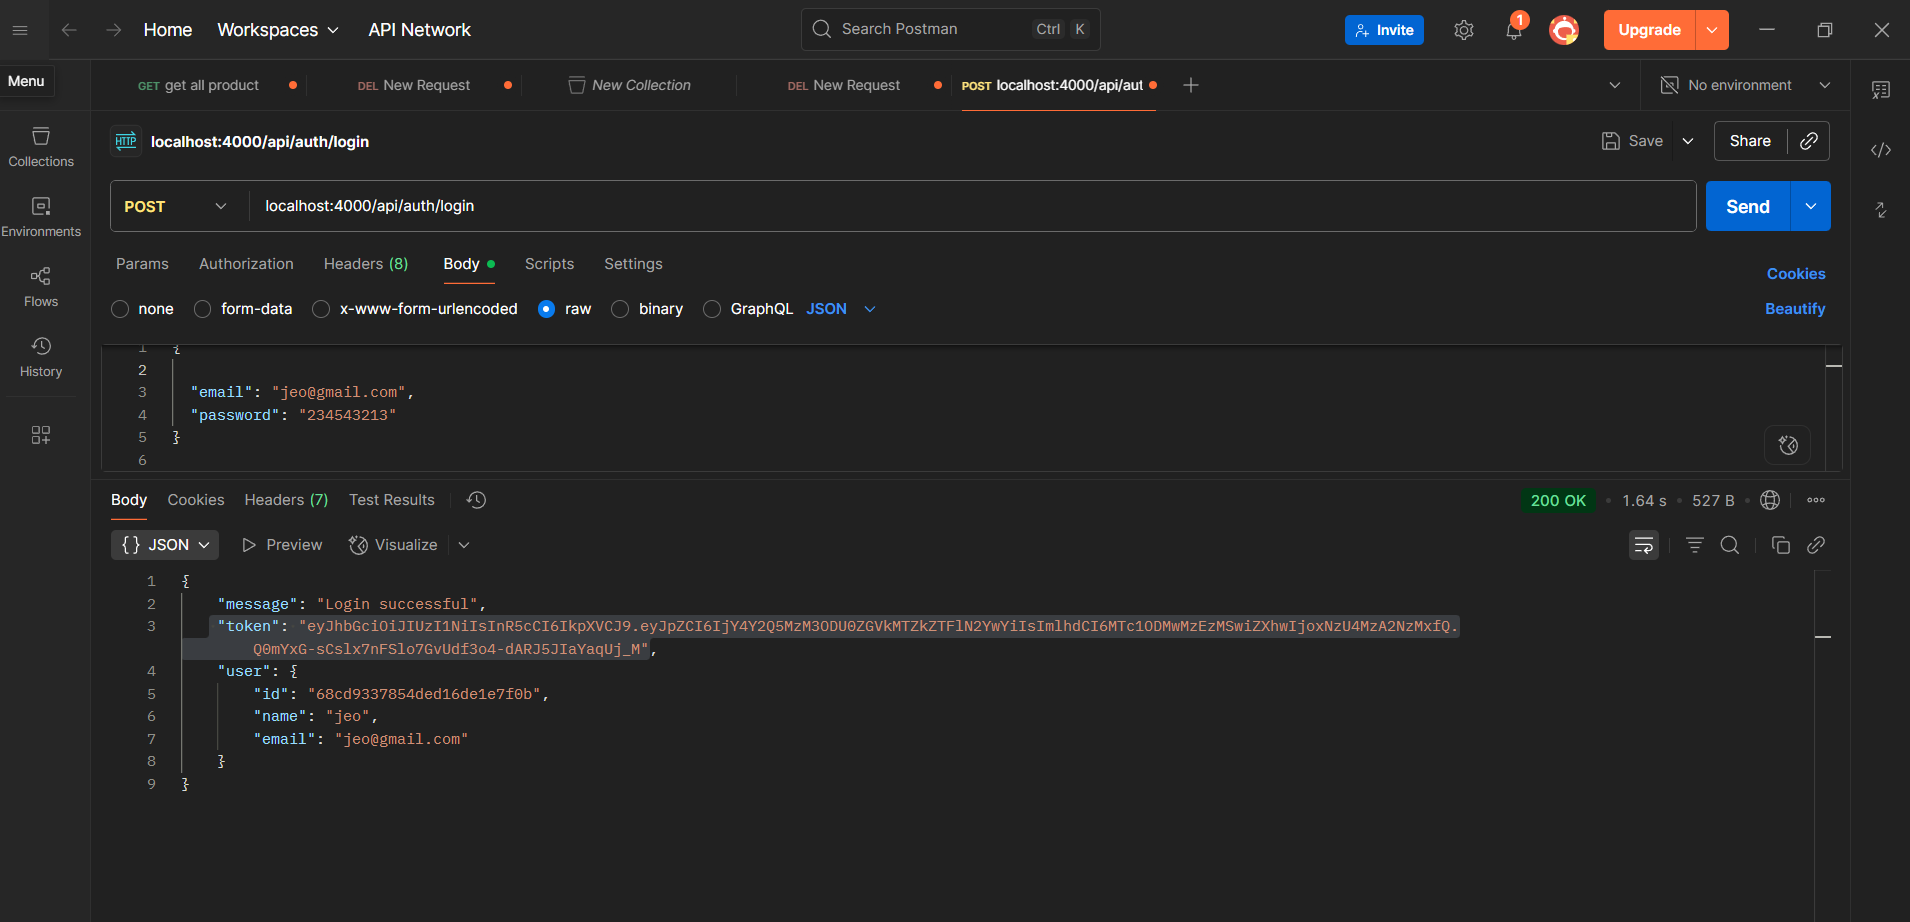 Home
Workspaces
API Network
Search Postman
Ctrl K
Invite
1
Upgrade
Menu
GET get all product
DEL New Request
New Collection
DEL New Request
POST localhost:4000/api/aut
No environment
Collections
Environments
Flows
History
HTTP localhost:4000/api/auth/login
Save
Share
POST
localhost:4000/api/auth/login
Send
Params
Authorization
Headers (8)
Body
Scripts
Settings
Cookies
none
form-data
x-www-form-urlencoded
raw
binary
GraphQL
JSON
Beautify
1 {
2
3 "email": "jeo@gmail.com",
4 "password": "234543213"
5 }
6
Body
Cookies
Headers (7)
Test Results
200 OK
1.64 s
527 B
{} JSON
Preview
Visualize
1 {
2 "message": "Login successful",
3 "token": "eyJhbGciOiJIUzI1NiIsInR5cCI6IkpXVCJ9.eyJpZCI6IjY4Y2Q5MzM3ODU0ZGVkMTZkZTFlN2YwYiIsImlhdCI6MTc1ODMwMzEzMSwiZXhwIjoxNzU4MzA2NzMxfQ.
Q0mYxG-sCslx7nFSlo7GvUdf3o4-dARJ5JIaYaqUj_M",
4 "user": {
5 "id": "68cd9337854ded16de1e7f0b",
6 "name": "jeo",
7 "email": "jeo@gmail.com"
8 }
9 }